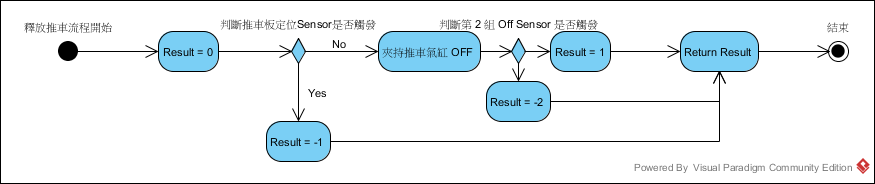 釋放推車流程開始
判斷推車板定位Sensor是否觸發
判斷第 2 組 Off Sensor 是否觸發
結束
Result = 0
No
夾持推車氣缸 OFF
Result = 1
Return Result
Yes
Result = -2
Result = -1
Powered By Visual Paradigm Community Edition